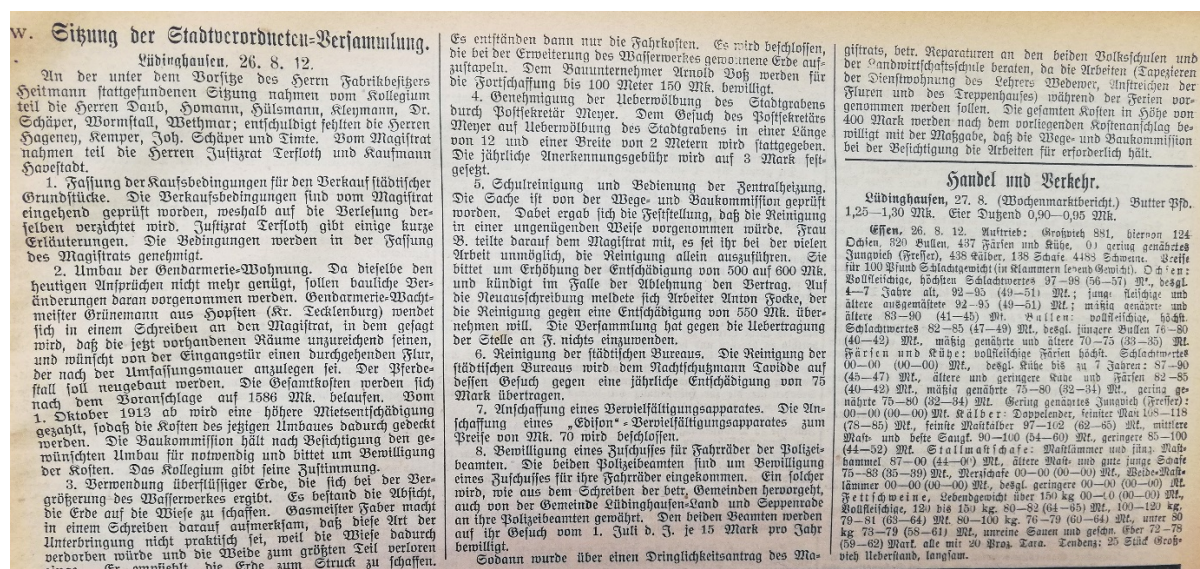 w. Sitzung der Stadtverordneten-Versammlung.
Lüdinghausen, 26. 8. 12.
An der unter dem Vorsitze des Herrn Fabrikbesitzers
Heitmann stattgefundenen Sitzung nahmen vom Kollegium
teil die Herren Daub, Homann, Hülsmann, Kleymann, Dr.
Schäper, Wormstall, Wethmar; entschuldigt fehlten die Herren
Hageney, Kemper, Joh. Schäper und Timte. Vom Magistrat
nahmen teil die Herren Justizrat Terfloth und Kaufmann
Havestadt.
1. Fassung der Kaufsbedingungen für den Verkauf städtischer
Grundstücke. Die Verkaufsbedingungen sind vom Magistrat
eingehend geprüft worden, weshalb auf die Verlesung der-
selben verzichtet wird. Justizrat Terfloth gibt einige kurze
Erläuterungen. Die Bedingungen werden in der Fassung
des Magistrats genehmigt.
2. Umbau der Gendarmerie-Wohnung. Da dieselbe den
heutigen Ansprüchen nicht mehr genügt, sollen bauliche Ver-
änderungen daran vorgenommen werden. Gendarmerie-Wacht-
meister Grünemann aus Hopsten (Kr. Tecklenburg) wendet
sich in einem Schreiben an den Magistrat, in dem gesagt
wird, daß die jetzt vorhandenen Räume unzureichend seinen,
und wünscht von der Eingangstür einen durchgehenden Flur,
der nach der Umfassungsmauer anzulegen sei. Der Pferde-
stall soll neugebaut werden. Die Gesamtkosten werden sich
nach dem Voranschlage auf 1586 Mk. belaufen. Vom
1. Oktober 1913 ab wird eine höhere Mietsentschädigung
gezahlt, sodaß die Kosten des jetzigen Umbaues dadurch gedeckt
werden. Die Baukommission hält nach Besichtigung den ge-
wünschten Umbau für notwendig und bittet um Bewilligung
der Kosten. Das Kollegium gibt seine Zustimmung.
3. Verwendung überflüssiger Erde, die sich bei der Ver-
größerung des Wasserwerkes ergibt. Es bestand die Absicht,
die Erde auf die Wiese zu schaffen. Gasmeister Faber macht
in einem Schreiben darauf aufmerksam, daß diese Art der
Unterbringung nicht praktisch sei, weil die Wiese dadurch
verdorben würde und die Weide zum größten Teil verloren
Er empfiehlt, die Erde zum Struck zu schaffen.
Es entständen dann nur die Fahrkosten. Es wird beschlossen,
die bei der Erweiterung des Wasserwerkes gewonnene Erde auf-
zustapeln. Dem Bauunternehmer Arnold Voß werden für
die Fortschaffung bis 100 Meter 150 Mk. bewilligt.
4. Genehmigung der Ueberwölbung des Stadtgrabens
durch Postsekretär Meyer. Dem Gesuch des Postsekretärs
Meyer auf Ueberwölbung des Stadtgrabens in einer Länge
von 12 und einer Breite von 2 Metern wird stattgegeben.
Die jährliche Anerkennungsgebühr wird auf 3 Mark fest-
gesetzt.
5. Schulreinigung und Bedienung der Zentralheizung.
Die Sache ist von der Wege- und Baukommission geprüft
worden. Dabei ergab sich die Feststellung, daß die Reinigung
in einer ungenügenden Weise vorgenommen würde. Frau
B. teilte darauf dem Magistrat mit, es sei ihr bei der vielen
Arbeit unmöglich, die Reinigung allein auszuführen. Sie
bittet um Erhöhung der Entschädigung von 500 auf 600 Mk.
und kündigt im Falle der Ablehnung den Vertrag. Auf
die Neuausschreibung meldete sich Arbeiter Anton Focke, der
die Reinigung gegen eine Entschädigung von 550 Mk. über-
nehmen will. Die Versammlung hat gegen die Uebertragung
der Stelle an F. nichts einzuwenden.
6. Reinigung der städtischen Bureaus. Die Reinigung der
städtischen Bureaus wird dem Nachtschutzmann Tavidde auf
dessen Gesuch gegen eine jährliche Entschädigung von 75
Mark übertragen.
7. Anschaffung eines Vervielfältigungsapparates. Die An-
schaffung eines „Edison“-Vervielfältigungsapparates zum
Preise von Mk. 70 wird beschlossen.
8. Bewilligung eines Zuschusses für Fahrräder der Polizei-
beamten. Die beiden Polizeibeamten sind um Bewilligung
eines Zuschusses für ihre Fahrräder eingekommen. Ein solcher
wird, wie aus dem Schreiben der betr. Gemeinden hervorgeht,
auch von der Gemeinde Lüdinghausen-Land und Seppenrade
an ihre Polizeibeamten gewährt. Den beiden Beamten werden
auf ihr Gesuch vom 1. Juli d. J. je 15 Mark pro Jahr
bewilligt.
Sodann wurde über einen Dringlichkeitsantrag des Ma-
gistrats, betr. Reparaturen an den beiden Volksschulen und
der Landwirtschaftsschule beraten, da die Arbeiten (Tapezieren
der Dienstwohnung des Lehrers Wedewer, Anstreichen der
Fluren und des Treppenhauses) während der Ferien vor-
genommen werden sollen. Die gesamten Kosten in Höhe von
400 Mark werden nach dem vorliegenden Kostenanschlag be-
willigt mit der Maßgabe, daß die Wege- und Baukommission
bei der Besichtigung die Arbeiten für erforderlich hält.
Handel und Verkehr.
Lüdinghausen, 27. 8. (Wochenmarktbericht.) Butter Pfd.
1,25—1,30 Mk. Eier Dutzend 0,90—0,95 Mk.
Essen, 26. 8. 12. Auftrieb: Großvieh 881, hiervon 124
Ochsen, 320 Bullen, 437 Färsen und Kühe, gering genährtes
Jungvieh (Fresser), 438 Kälber, 138 Schafe, 4488 Schweine. Preise
für 100 Pfund Schlachtgewicht (in Klammern lebend Gewicht). Ochsen:
Vollfleischige, höchsten Schlachtwertes 97—98 (56—57) Mk., desgl.
4—7 Jahre alt, 92—95 (49—51) Mk.; junge fleischige und
ältere ausgemästete 92—95 (49—51) Mk.; mäßig genährte und
ältere 83—90 (41—45) Mk. Bullen: vollfleischige, höchst.
Schlachtwertes 82—85 (47—49) Mk., desgl. jüngere Bullen 76—80
(40—42) Mk., mäßig genährte und ältere 70—75 (33—35) Mk.
Färsen und Kühe: vollfleischige Färsen höchst. Schlachtwertes
00—00 (00—00) Mk., desgl. Kühe bis zu 7 Jahren: 87—90
(45—47) Mk., ältere und geringere Kühe und Färsen 82—85
(40—42) Mk., mäßig genährte 75—80 (32—34) Mk., gering ge-
nährte 75—80 (32—34) Mk. Gering genährtes Jungvieh (Fresser):
00—00 (00—00) Mk. Kälber: Doppelender, feinster Mast 108—118
(78—85) Mk., feinste Mastkälber 97—102 (62—65) Mk., mittlere
Mast- und beste Saugk. 90—100 (54—60) Mk., geringere 85—100
(44—52) Mk. Stallmastschafe: Mastlämmer und jüng. Mast-
hammel 87—00 (44—00) Mk., ältere Mast- und gute junge Schafe
75—83 (35—39) Mk., Merzschafe 00—00 (00—00) Mk., Weide-Mast-
lämmer 00—00 (00—00) Mk., desgl. geringere 00—00 (00—00) Mk.
Fettschweine, Lebendgewicht über 150 kg 00—00 (00—00) Mk.,
Vollfleischige, 120 bis 150 kg. 80—82 (64—65) Mk., 100—120 kg.
79—81 (63—64) Mk. 80—100 kg. 76—79 (60—64) Mk., unter 80
kg 73—79 (58—61) Mk., unreine Sauen und geschn. Eber 72—78
(59—62) Mark. alle mit 20 Proz. Tara. Tendenz: 25 Stück Groß-
vieh Ueberstand, langsam.